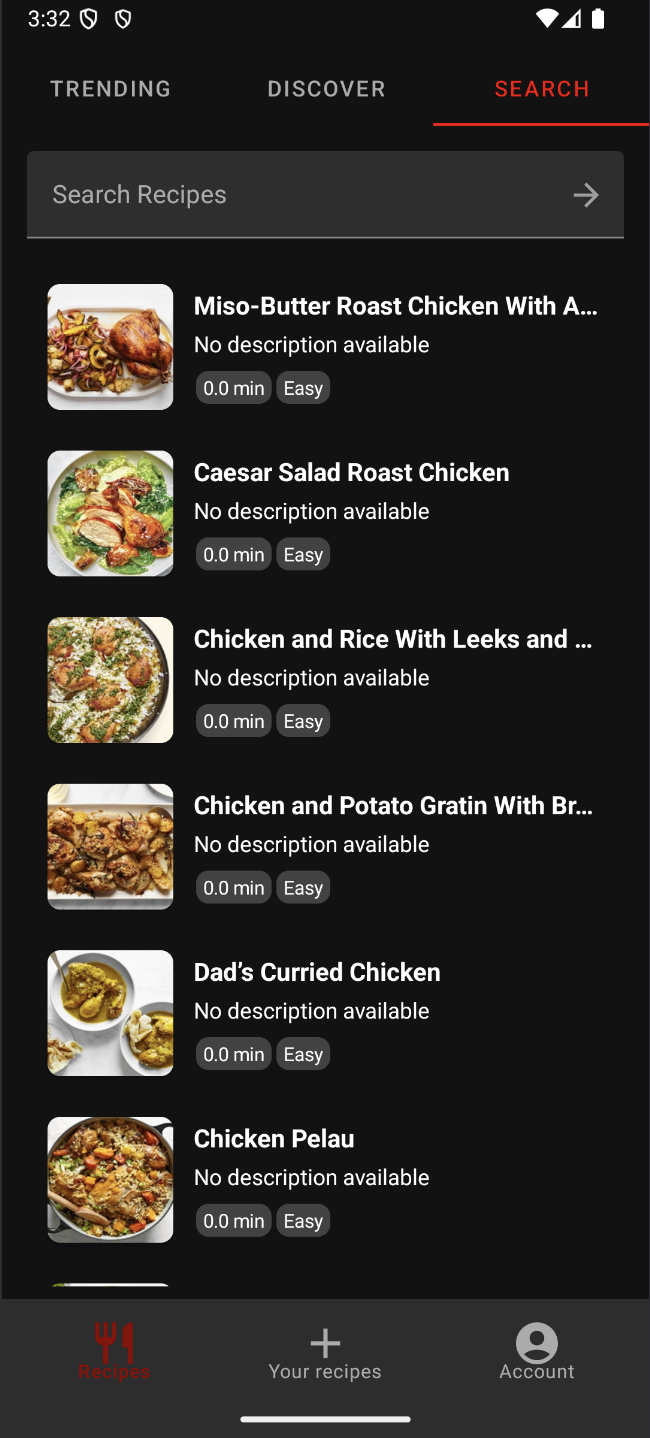 3:32
TRENDING DISCOVER SEARCH
Search Recipes
Miso-Butter Roast Chicken With A...
No description available
0.0 min Easy
Caesar Salad Roast Chicken
No description available
0.0 min Easy
Chicken and Rice With Leeks and ...
No description available
0.0 min Easy
Chicken and Potato Gratin With Br...
No description available
0.0 min Easy
Dad’s Curried Chicken
No description available
0.0 min Easy
Chicken Pelau
No description available
0.0 min Easy
Recipes Your recipes Account